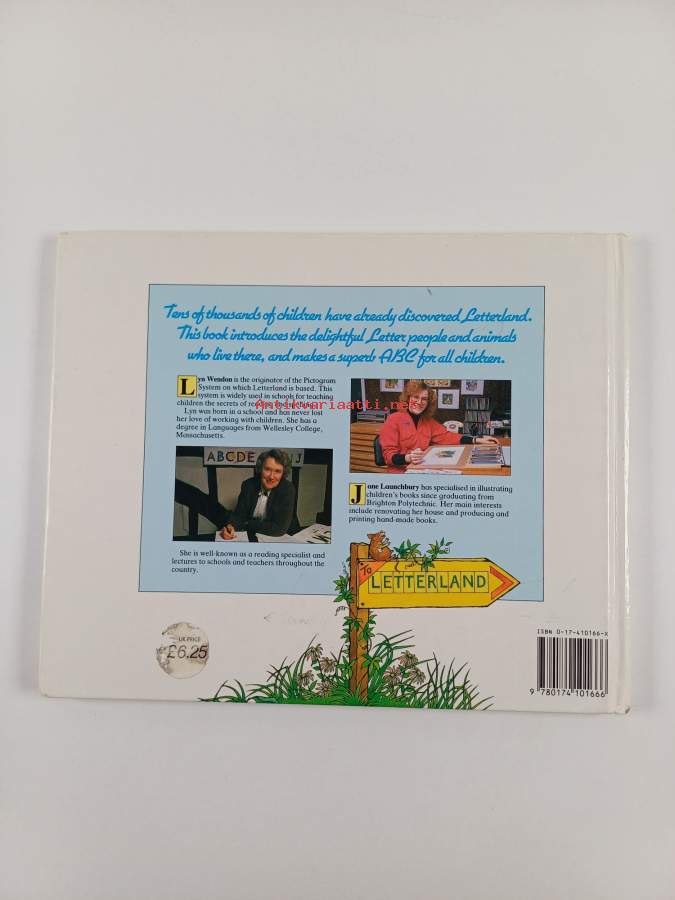 Tens of thousands of children have already discovered Letterland.
This book introduces the delightful Letter people and animals
who live there, and makes a superb ABC for all children.
Lyn Wendon is the originator of the Pictogram
System on which Letterland is based. This
system is widely used in schools for teaching
children the secrets of reading and
Lyn was born in a school and has never lost
her love of working with children. She has a
degree in Languages from Wellesley College,
Massachusetts.
ABCDE IJ
She is well-known as a reading specialist and
lectures to schools and teachers throughout the
country.
Antikvariaatti.net
Jane Launchbury has specialised in illustrating
children's books since graduating from
Brighton Polytechnic. Her main interests
include renovating her house and producing and
printing hand-made books.
TO LETTERLAND
UK PRICE
£6.25
ISBN 0-17-410166-X
9 780174 101666